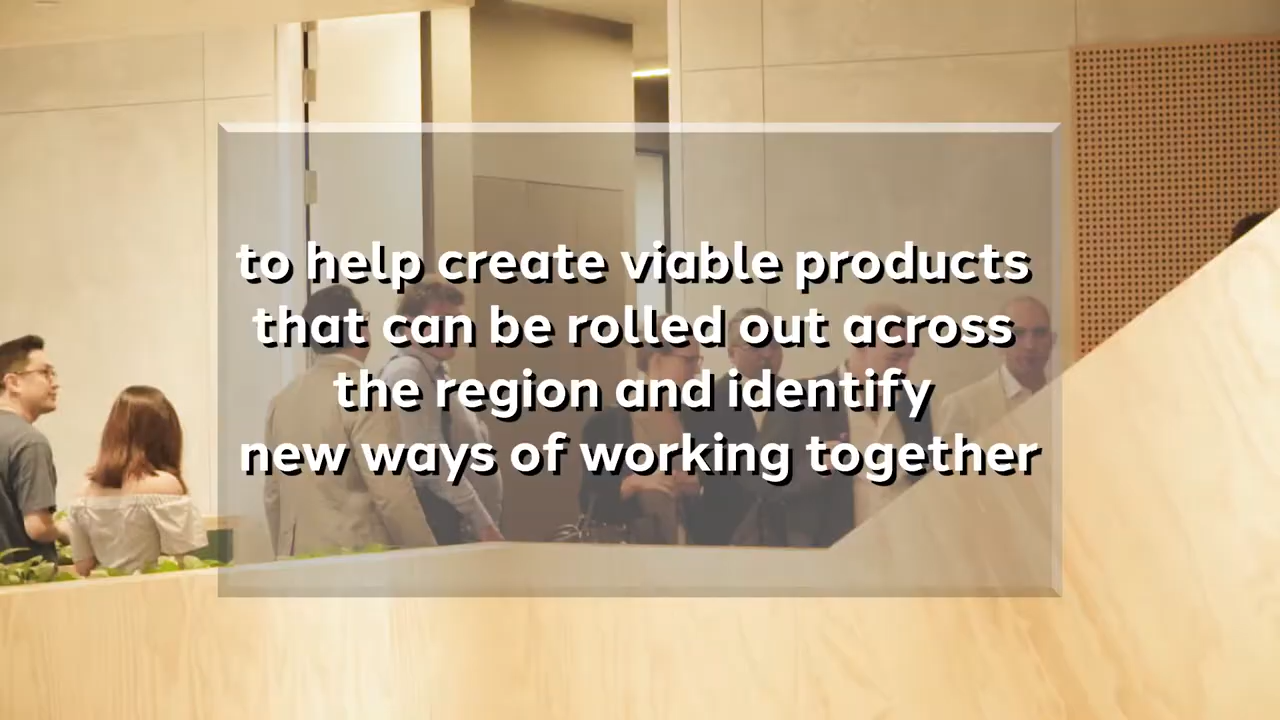 to help create viable products
that can be rolled out across
the region and identify
new ways of working together